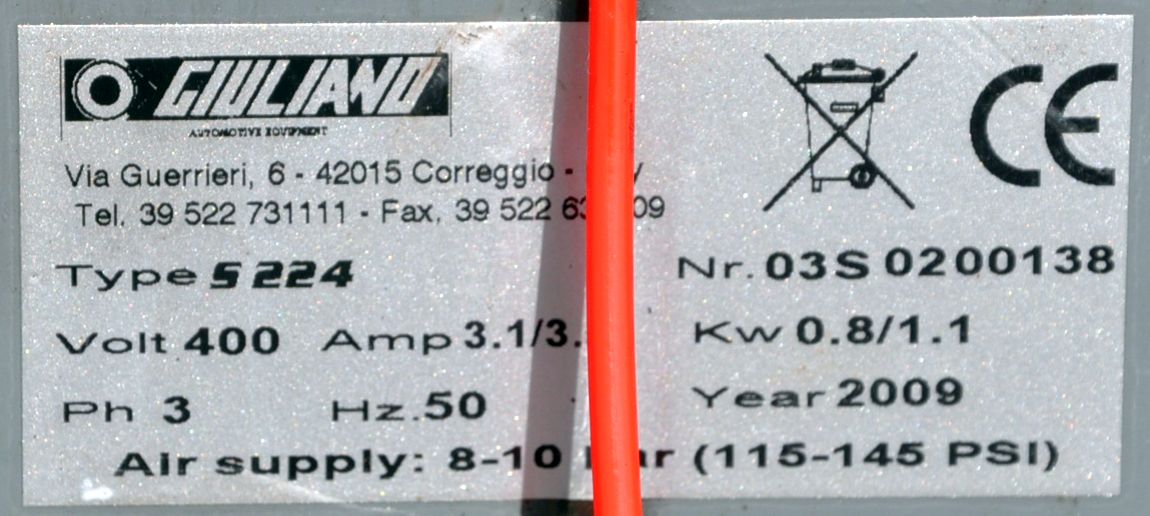 GIULIANO
AUTOMOTIVE EQUIPMENT
Via Guerrieri, 6 - 42015 Correggio -
Tel. 39 522 731111 - Fax. 39 522
Type S 224
Nr. 03S 0200138
Volt 400 Amp Kw 0.8/1.1
Ph 3 Hz. 50 Year 2009
Air supply: 8-10 (115-145 PSI)
CE